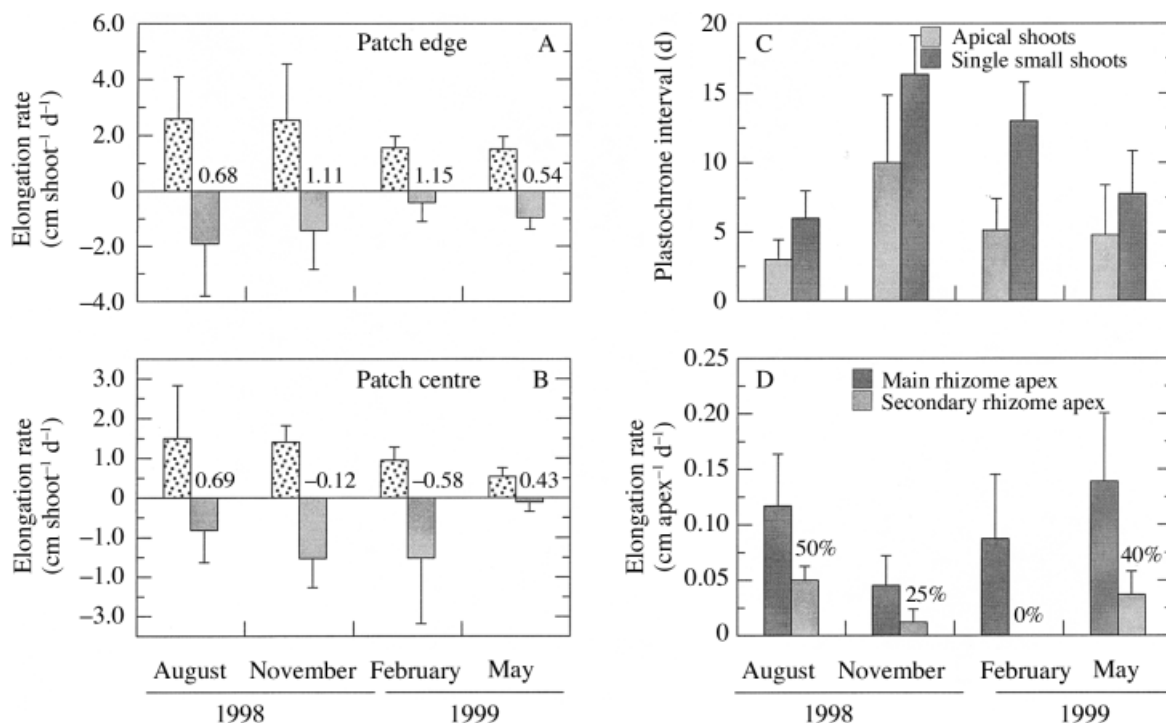 Elongation rate
(cm shoot⁻¹ d⁻¹)
6.0
4.0
2.0
0
−2.0
−4.0
Patch edge
A
0.68
1.11
1.15
0.54
Elongation rate
(cm shoot⁻¹ d⁻¹)
3.0
2.0
1.0
0
−1.0
−1.0
−3.0
Patch centre
B
0.69
−0.12
−0.58
0.43
August November February May
1998 1999
Plastochrone interval (d)
20
15
10
5
0
C
Apical shoots
Single small shoots
Elongation rate
(cm apex⁻¹ d⁻¹)
0.25
0.20
0.15
0.10
0.05
0
D
Main rhizome apex
Secondary rhizome apex
50%
25%
0%
40%
August November February May
1998 1999